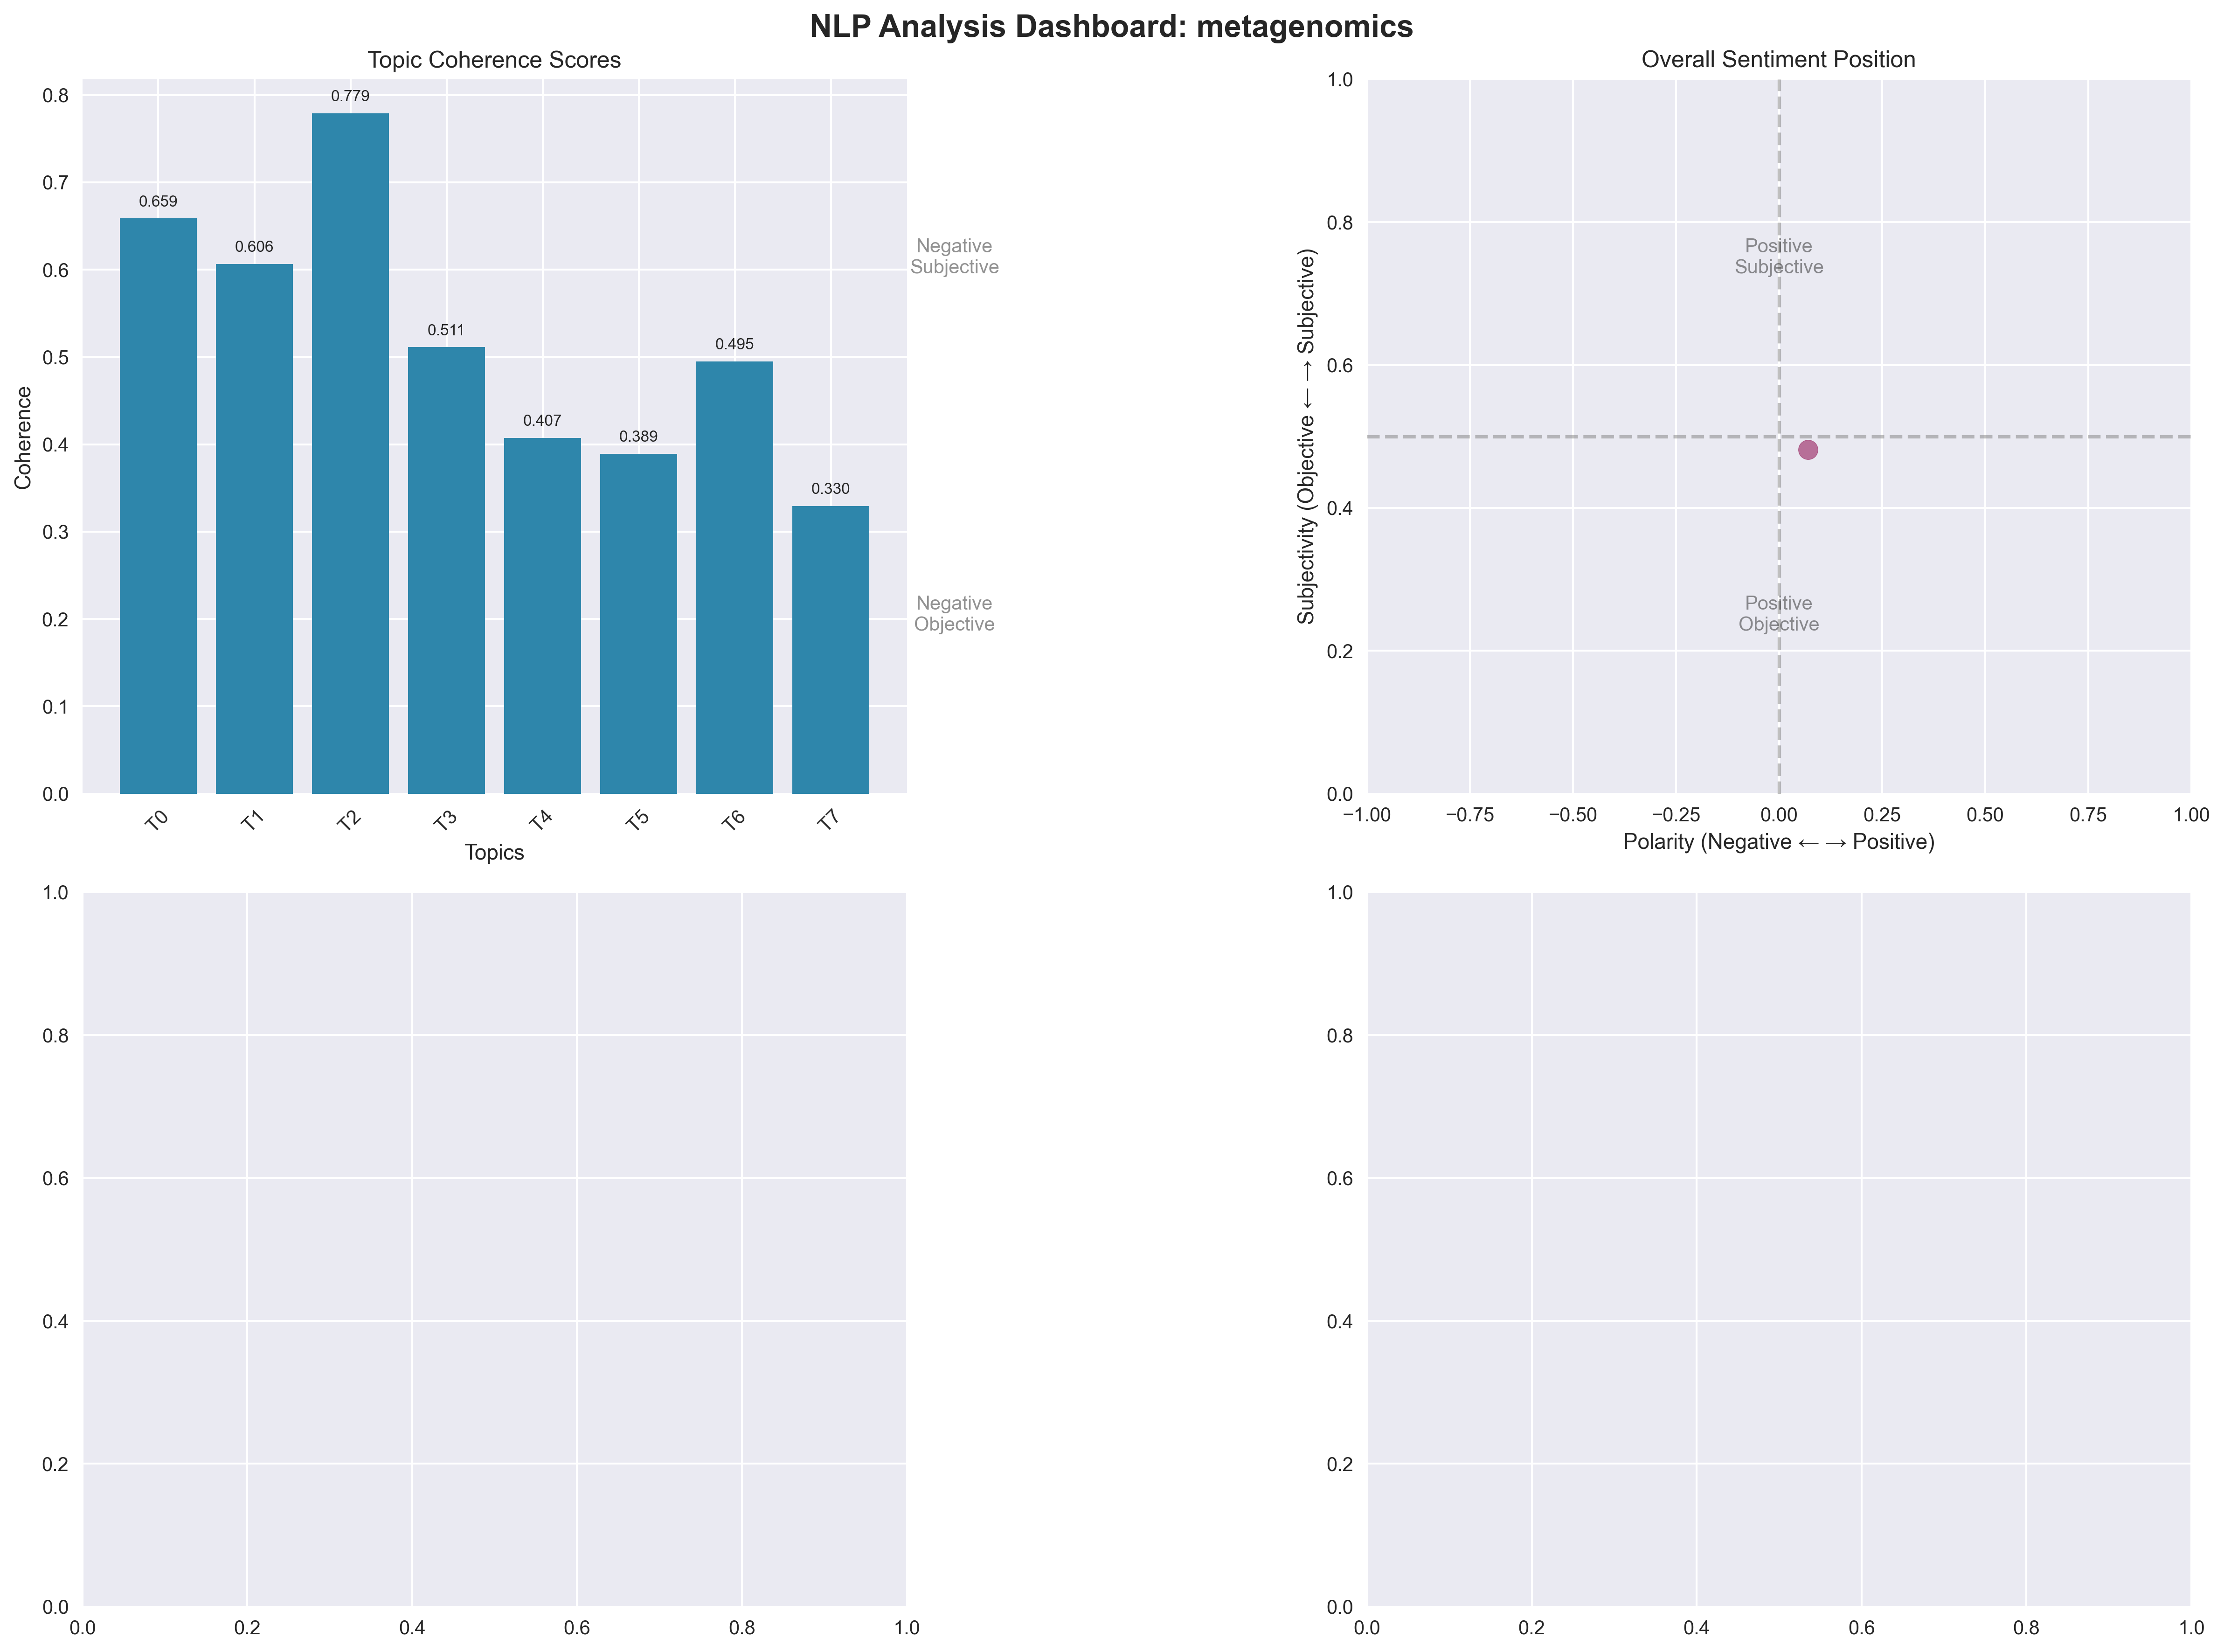 NLP Analysis Dashboard: metagenomics
Topic Coherence Scores
0.8
0.7
0.6
0.5
0.4
0.3
0.2
0.1
0.0
Coherence
0.659
0.606
0.779
0.511
0.407
0.389
0.495
0.330
T0
T1
T2
T3
T4
T5
T6
T7
Topics
Negative
Subjective
Negative
Objective
Overall Sentiment Position
1.0
0.8
0.6
0.4
0.2
0.0
Subjectivity (Objective ←→ Subjective)
Positive
Subjective
Positive
Objective
−1.00 −0.75 −0.50 −0.25 0.00 0.25 0.50 0.75 1.00
Polarity (Negative ←→ Positive)
1.0
0.8
0.6
0.4
0.2
0.0
0.0 0.2 0.4 0.6 0.8 1.0
1.0
0.8
0.6
0.4
0.2
0.0
0.0 0.2 0.4 0.6 0.8 1.0